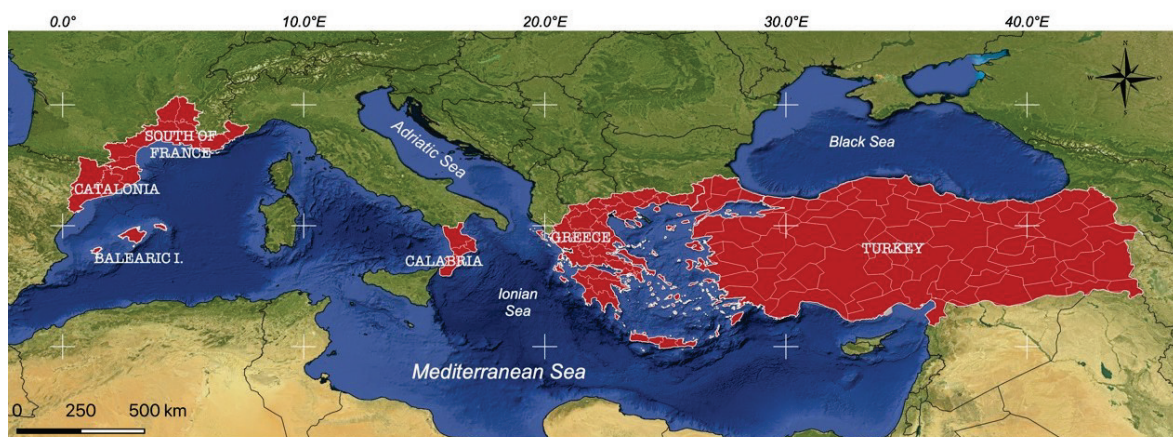 0.0° 10.0°E 20.0°E 30.0°E 40.0°E
N
W O
S
Adriatic Sea
Black Sea
SOUTH OF
FRANCE
CATALONIA
BALEARIC I.
CALABRIA
GREECE
TURKEY
Ionian
Sea
Mediterranean Sea
0 250 500 km